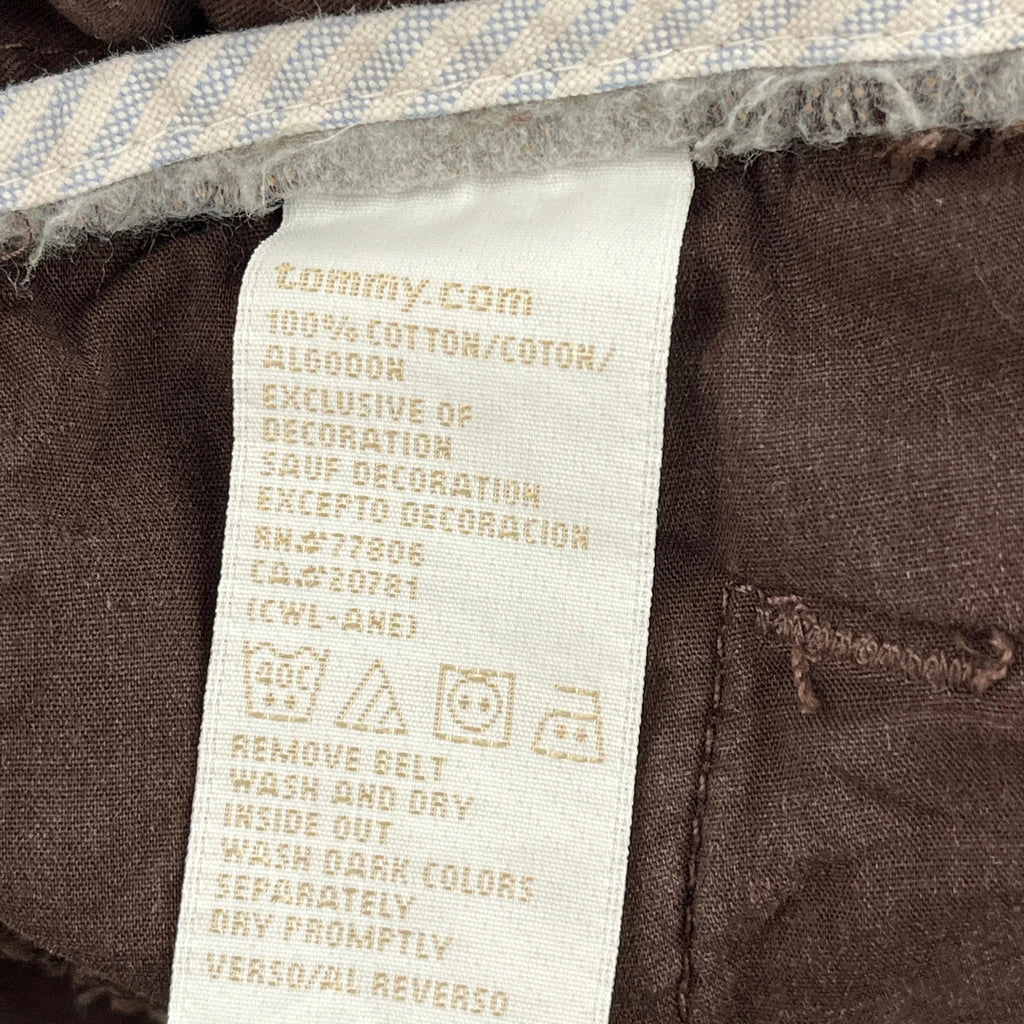 tommy.com
100% COTTON/COTON/
ALGODON
EXCLUSIVE OF
DECORATION
SAUF DECORATION
EXCEPTO DECORACION
RN#77806
CA#20781
(CWL-ANE)
40C
REMOVE BELT
WASH AND DRY
INSIDE OUT
WASH DARK COLORS
SEPARATELY
DRY PROMPTLY
VERSO/AL REVERSO